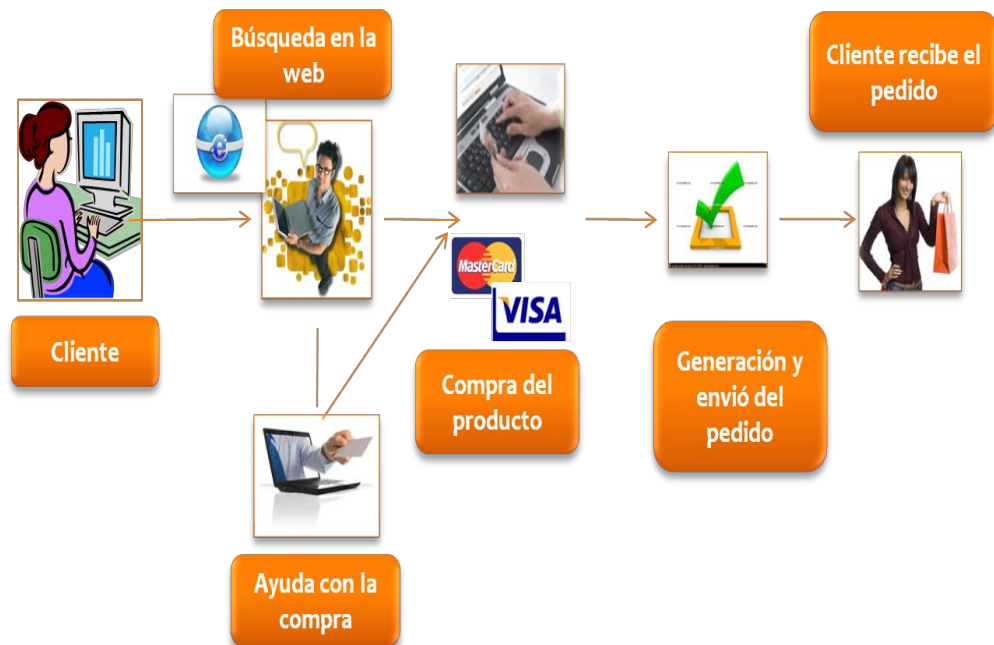 Búsqueda en la
web
Cliente recibe el
pedido
MasterCard
VISA
Cliente
Compra del
producto
Generación y
envió del
pedido
Ayuda con la
compra